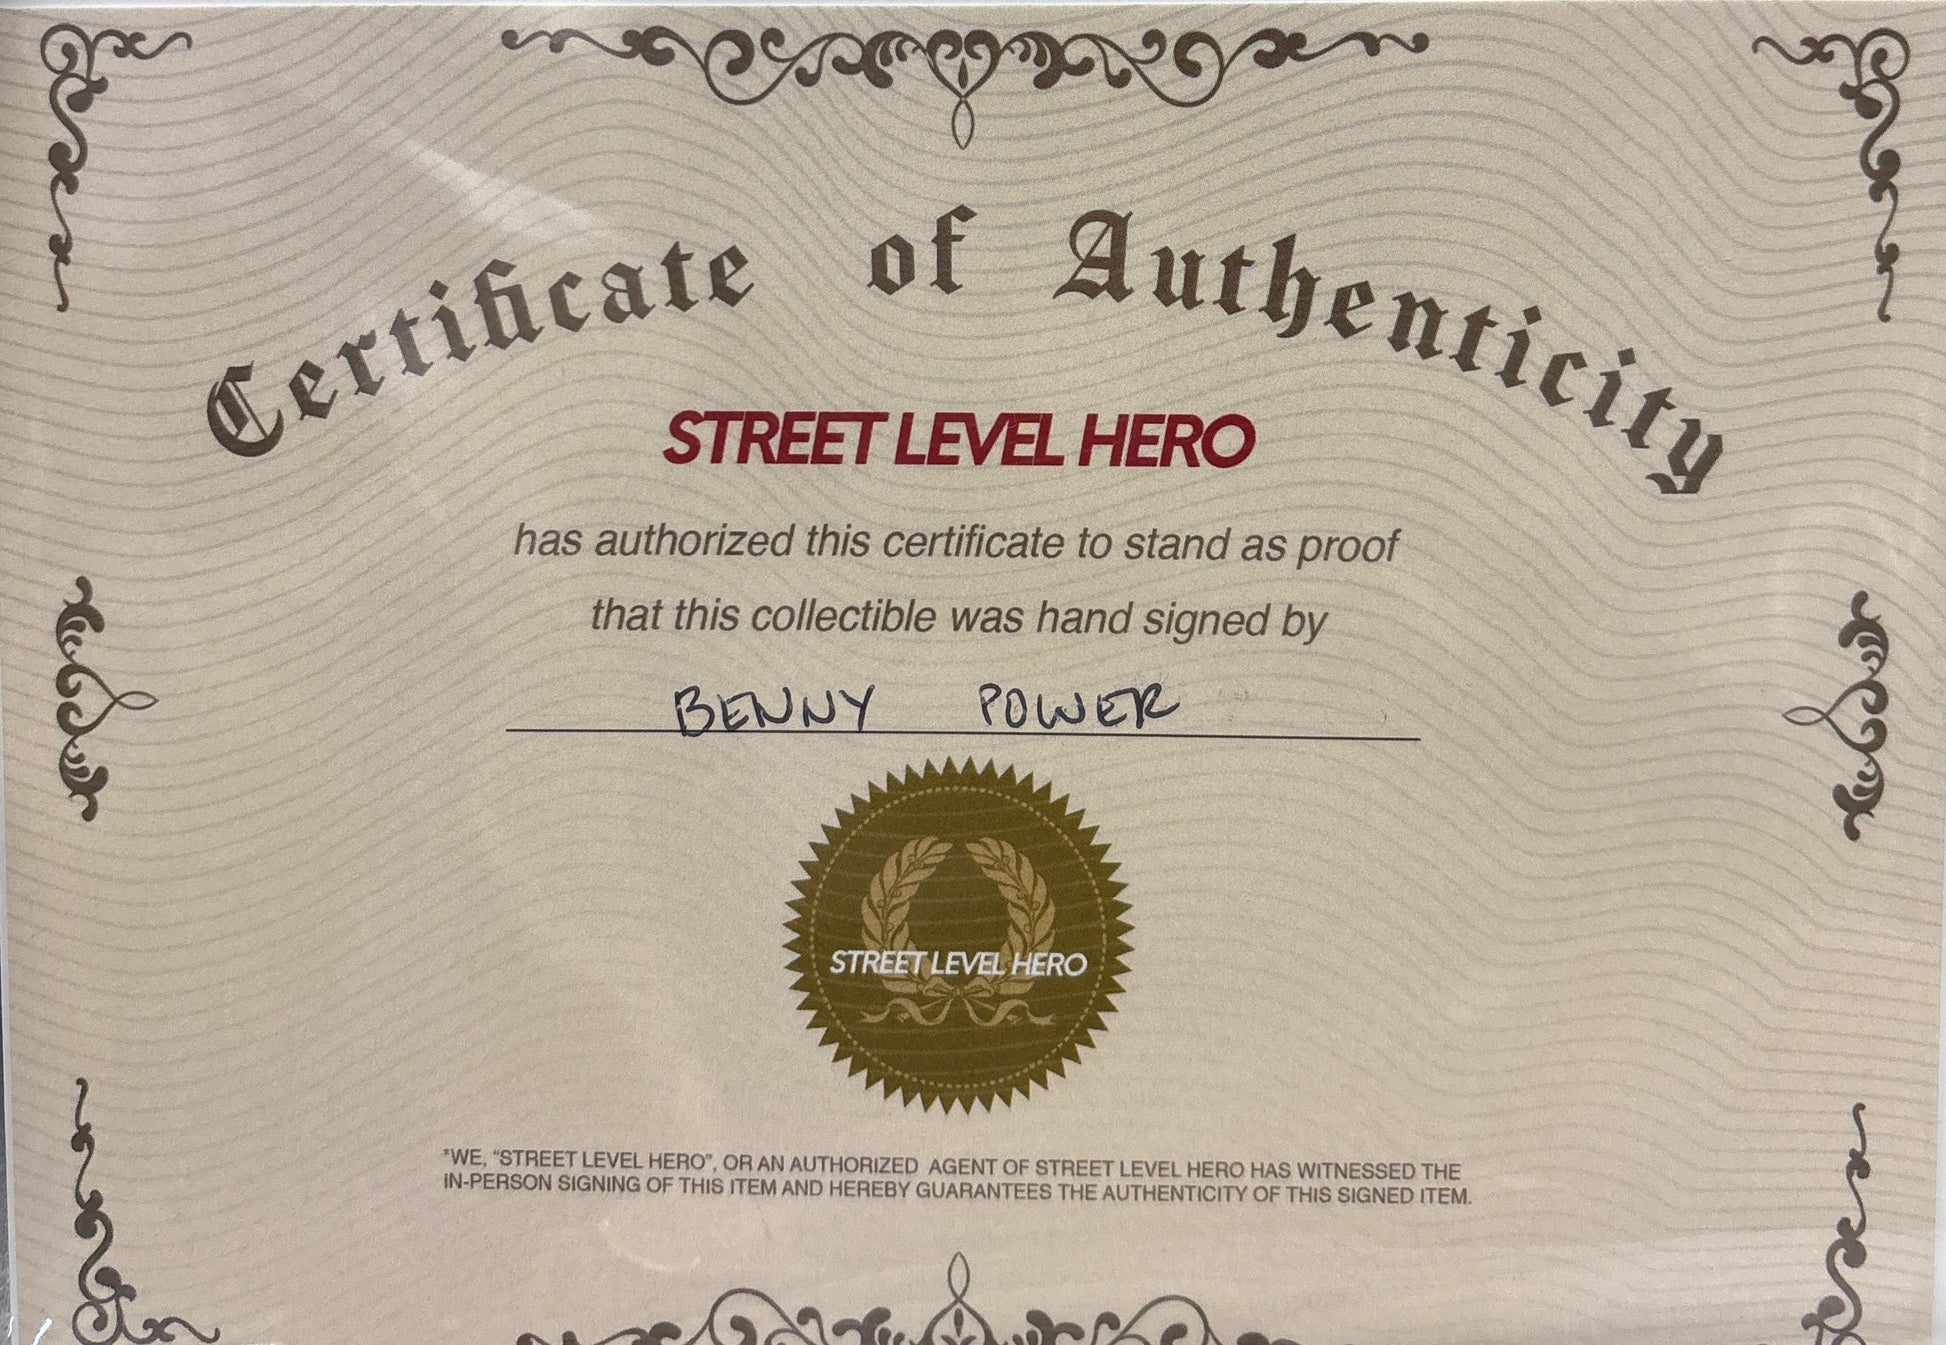 Certificate of Authenticity
STREET LEVEL HERO
has authorized this certificate to stand as proof
that this collectible was hand signed by
BENNY POWER
STREET LEVEL HERO
*WE, "STREET LEVEL HERO", OR AN AUTHORIZED AGENT OF STREET LEVEL HERO HAS WITNESSED THE
IN-PERSON SIGNING OF THIS ITEM AND HEREBY GUARANTEES THE AUTHENTICITY OF THIS SIGNED ITEM.